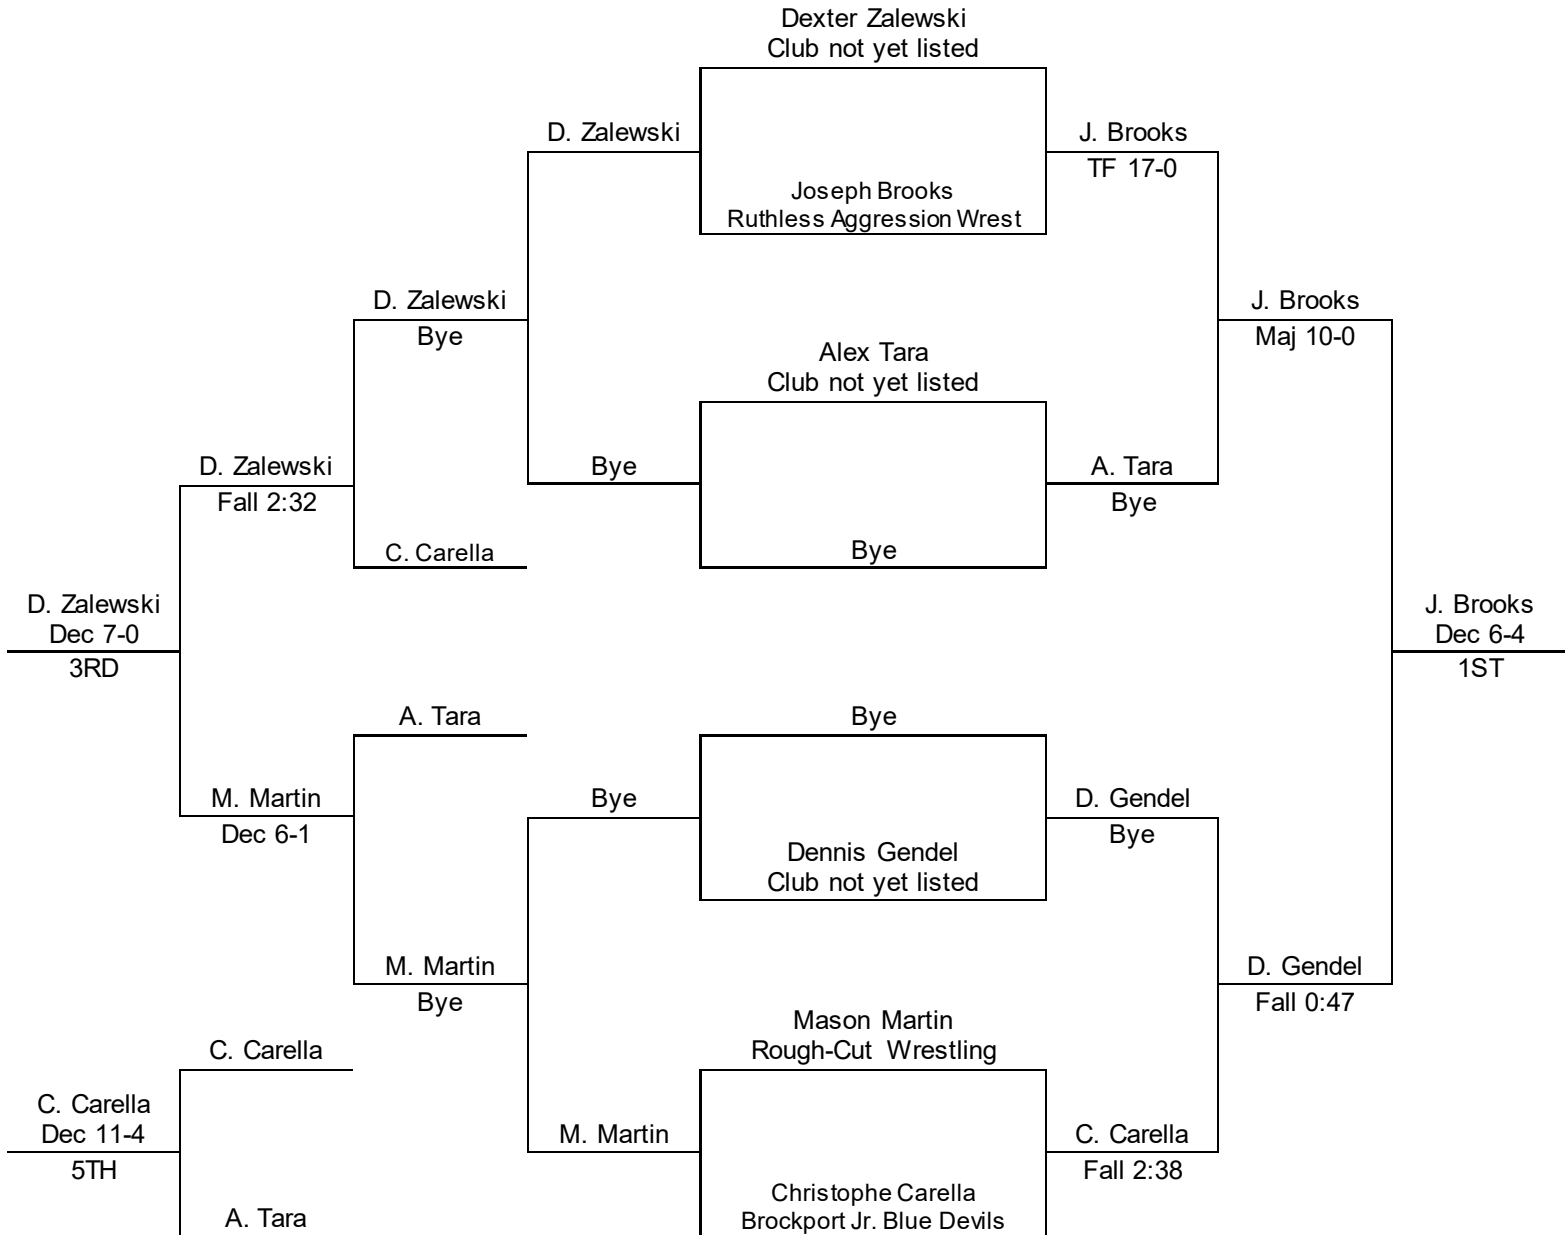 Dexter Zalewski
Club not yet listed
D. Zalewski
J. Brooks
TF 17-0
Joseph Brooks
Ruthless Aggression Wrest
D. Zalewski
Bye
J. Brooks
Maj 10-0
Alex Tara
Club not yet listed
D. Zalewski
Fall 2:32
Bye
A. Tara
Bye
C. Carella
Bye
D. Zalewski
Dec 7-0
3RD
J. Brooks
Dec 6-4
1ST
A. Tara
Bye
M. Martin
Dec 6-1
Bye
D. Gendel
Bye
Dennis Gendel
Club not yet listed
M. Martin
Bye
D. Gendel
Fall 0:47
Mason Martin
Rough-Cut Wrestling
C. Carella
C. Carella
Dec 11-4
5TH
M. Martin
C. Carella
Fall 2:38
Christophe Carella
Brockport Jr. Blue Devils
A. Tara